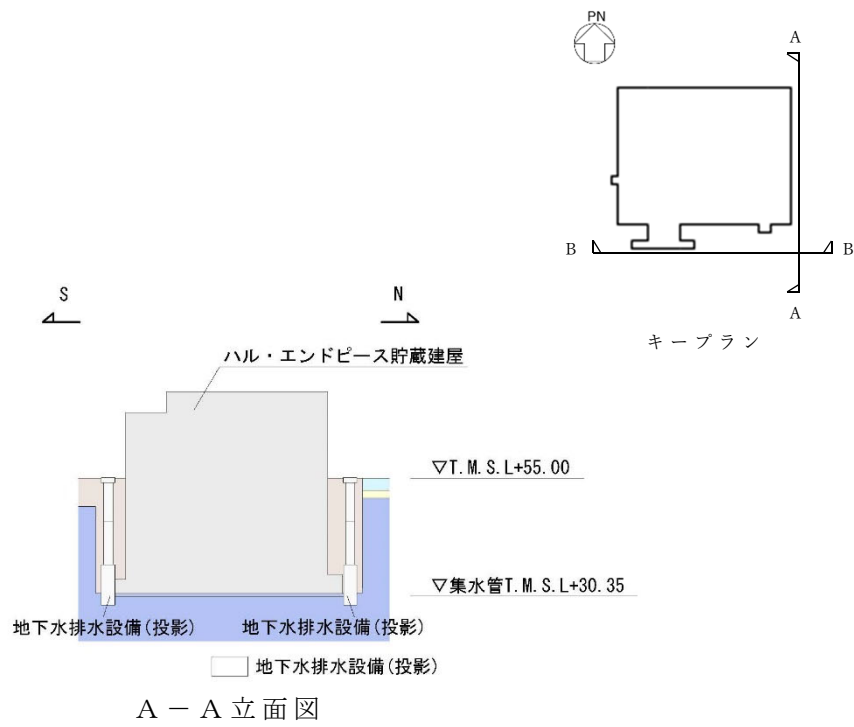 PN
A
B
B
A
キープラン
S
N
ハル・エンドピース貯蔵建屋
▽T.M.S.L+55.00
▽集水管T.M.S.L+30.35
地下水排水設備(投影)
地下水排水設備(投影)
地下水排水設備(投影)
A－A立面図